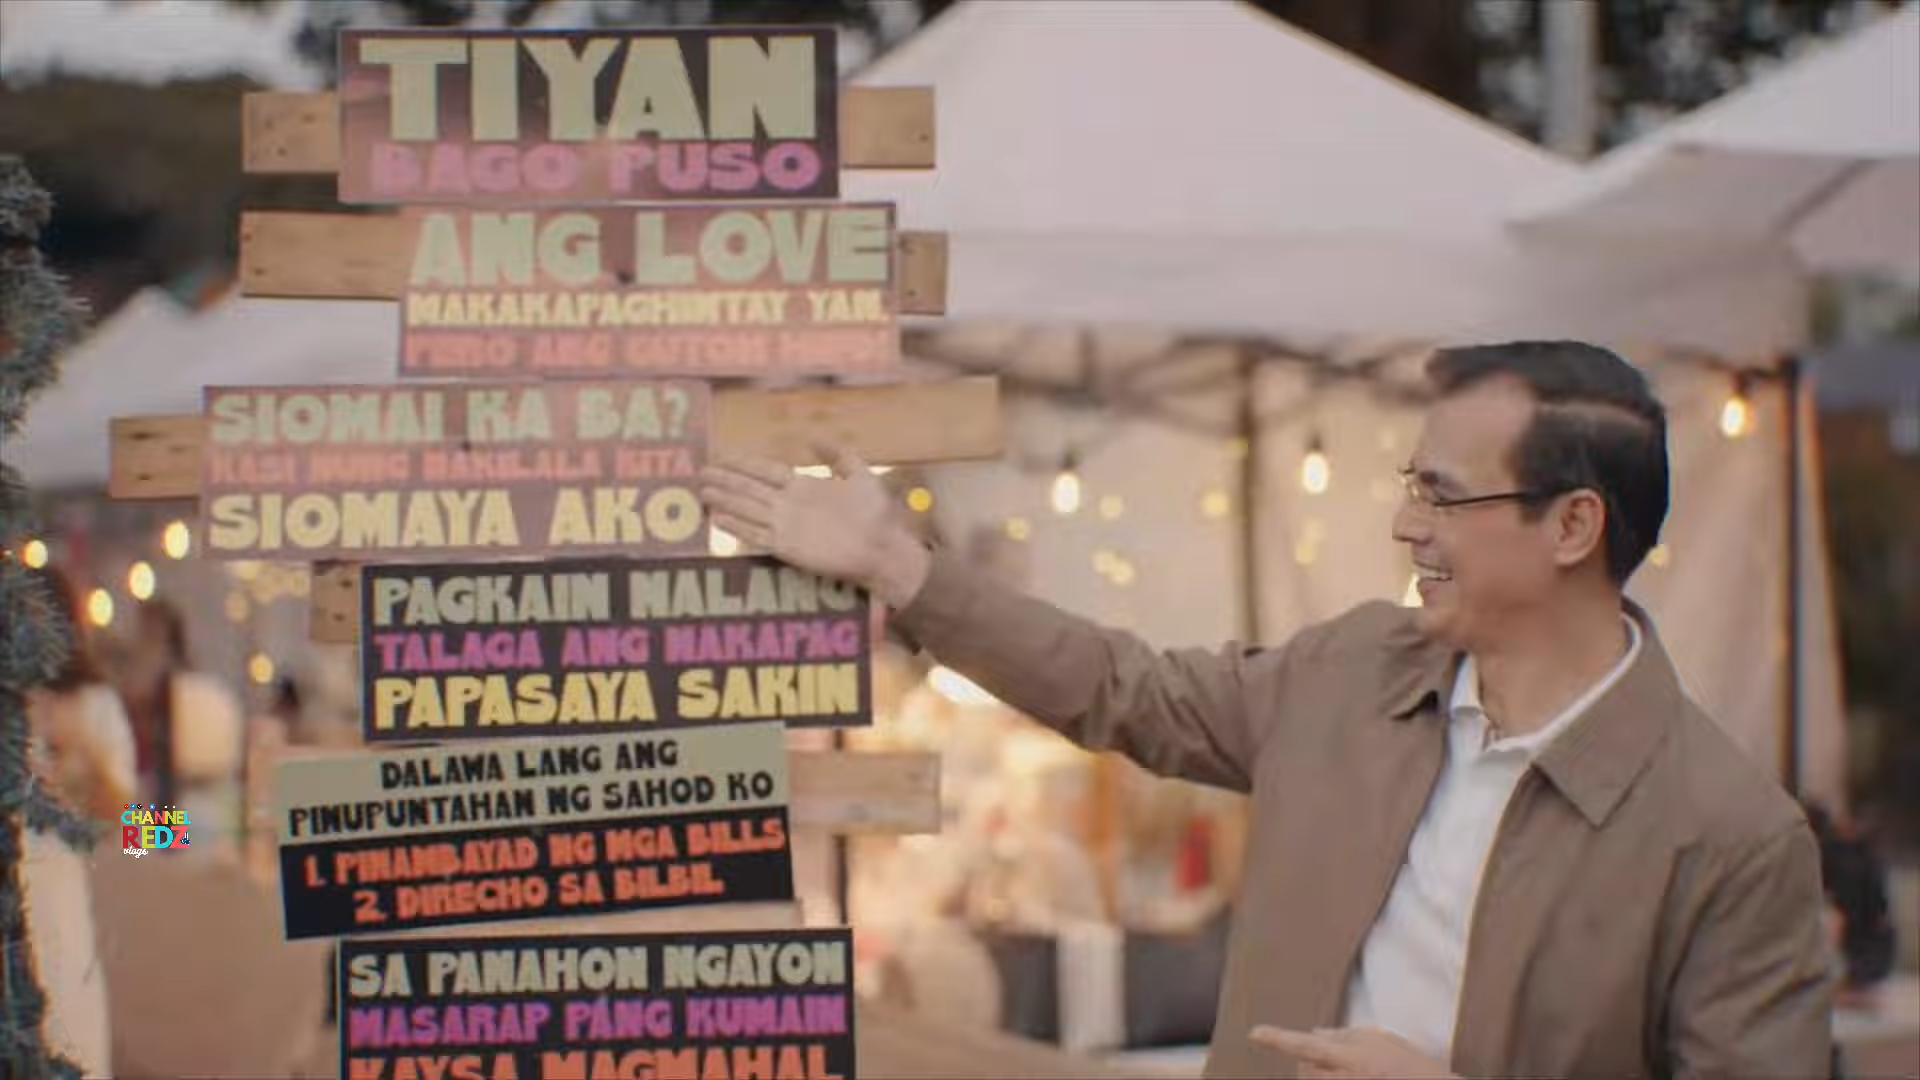 TIYAN
BAGO PUSO
ANG LOVE
MAKAKAPAGHINTAY YAN.
PERO ANG GUTOM HINDI
SIOMAI KA BA?
KASI NUNG NAKILALA KITA
SIOMAYA AKO
PAGKAIN NALANG
TALAGA ANG NAKAPAG
PAPASAYA SAKIN
DALAWA LANG ANG
PINUPUNTAHAN NG SAHOD KO
1. PINAMBAYAD NG MGA BILLS
2. DIRECHO SA BILBIL
SA PANAHON NGAYON
MASARAP PANG KUMAIN
KAYSA MAGMAHAL
CHANNEL
REDZ
vlogs